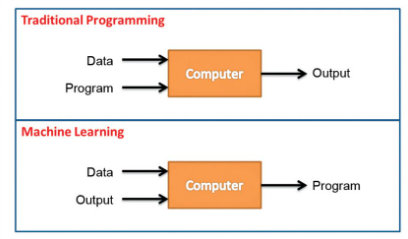 Traditional Programming
Data
Program
Computer
Output
Machine Learning
Data
Output
Computer
Program